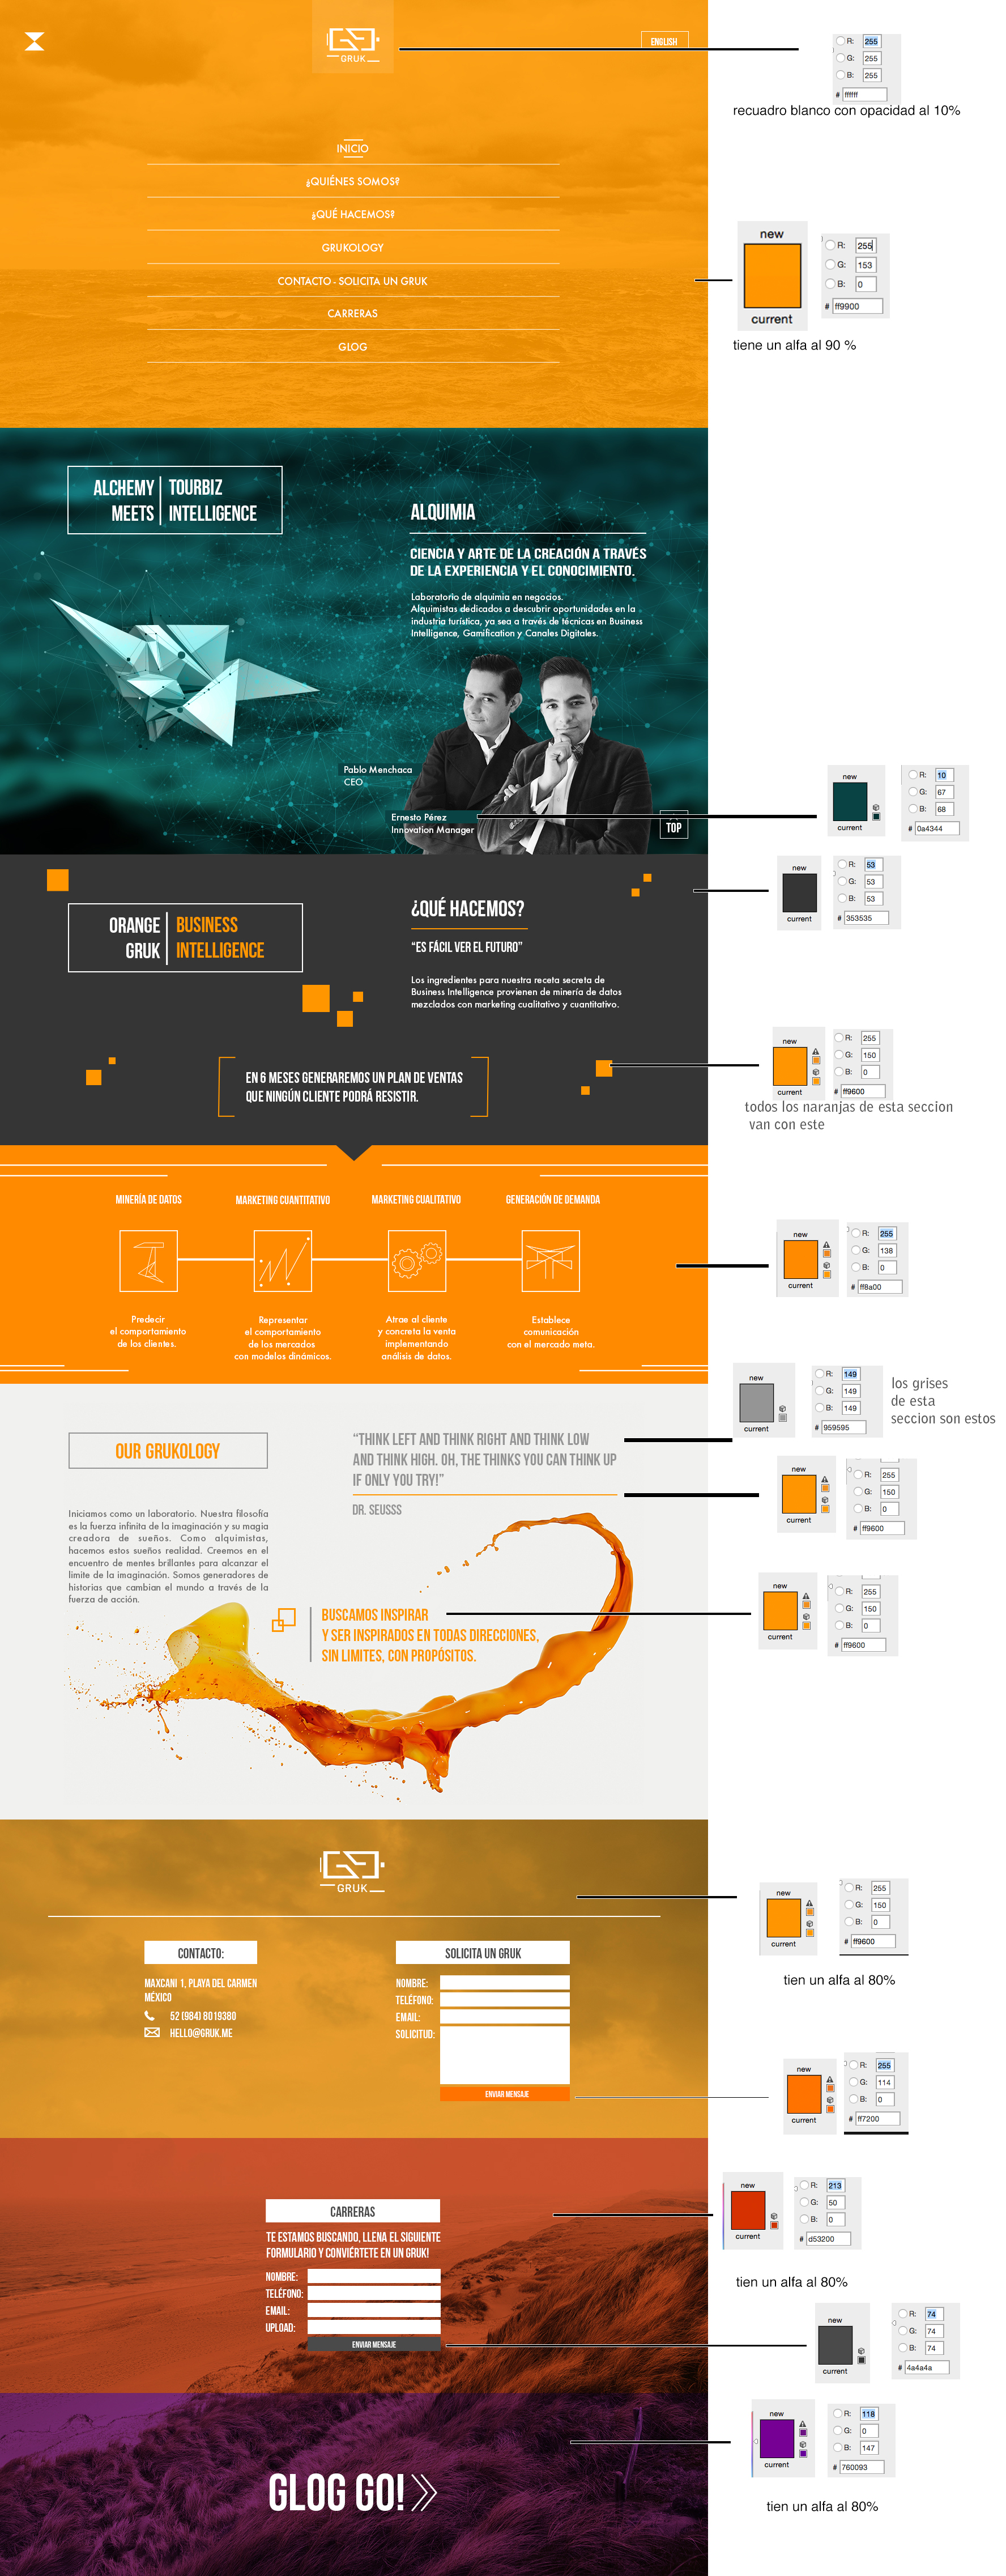 GRUK
ENGLISH
INICIO
¿QUIÉNES SOMOS?
¿QUÉ HACEMOS?
GRUKOLOGY
CONTACTO - SOLICITA UN GRUK
CARRERAS
GLOG
R: 255
G: 255
B: 255
# ffffff
recuadro blanco con opacidad al 10%
new
current
R: 255
G: 153
B: 0
# ff9900
tiene un alfa al 90 %
ALCHEMY | TOURBIZ
MEETS | INTELLIGENCE
ALQUIMIA
CIENCIA Y ARTE DE LA CREACIÓN A TRAVÉS
DE LA EXPERIENCIA Y EL CONOCIMIENTO.
Laboratorio de alquimia en negocios.
Alquimistas dedicados a descubrir oportunidades en la
industria turística, ya sea a través de técnicas en Business
Intelligence, Gamification y Canales Digitales.
Pablo Menchaca
CEO
Ernesto Pérez
Innovation Manager
TOP
new
current
R: 10
G: 67
B: 68
# 0a4344
ORANGE | BUSINESS
GRUK | INTELLIGENCE
¿QUÉ HACEMOS?
“ES FÁCIL VER EL FUTURO”
Los ingredientes para nuestra receta secreta de
Business Intelligence provienen de minería de datos
mezclados con marketing cualitativo y cuantitativo.
new
current
R: 53
G: 53
B: 53
# 353535
EN 6 MESES GENERAREMOS UN PLAN DE VENTAS
QUE NINGÚN CLIENTE PODRÁ RESISTIR.
new
current
R: 255
G: 150
B: 0
# ff9600
todos los naranjas de esta seccion
van con este
MINERÍA DE DATOS
MARKETING CUANTITATIVO
MARKETING CUALITATIVO
GENERACIÓN DE DEMANDA
Predecir
el comportamiento
de los clientes.
Representar
el comportamiento
de los mercados
con modelos dinámicos.
Atrae al cliente
y concreta la venta
implementando
análisis de datos.
Establece
comunicación
con el mercado meta.
new
current
R: 255
G: 138
B: 0
# ff8a00
OUR GRUKOLOGY
“THINK LEFT AND THINK RIGHT AND THINK LOW
AND THINK HIGH. OH, THE THINKS YOU CAN THINK UP
IF ONLY YOU TRY!”
DR. SEUSSS
new
current
R: 149
G: 149
B: 149
# 959595
los grises
de esta
seccion son estos
new
current
R: 255
G: 150
B: 0
# ff9600
Iniciamos como un laboratorio. Nuestra filosofía
es la fuerza infinita de la imaginación y su magia
creadora de sueños. Como alquimistas,
hacemos estos sueños realidad. Creemos en el
encuentro de mentes brillantes para alcanzar el
limite de la imaginación. Somos generadores de
historias que cambian el mundo a través de la
fuerza de acción.
BUSCAMOS INSPIRAR
Y SER INSPIRADOS EN TODAS DIRECCIONES,
SIN LIMITES, CON PROPÓSITOS.
new
current
R: 255
G: 150
B: 0
# ff9600
GRUK
new
current
R: 255
G: 150
B: 0
# ff9600
tien un alfa al 80%
CONTACTO:
MAXCANI 1, PLAYA DEL CARMEN
MÉXICO
52 (984) 8019380
HELLO@GRUK.ME
SOLICITA UN GRUK
NOMBRE:
TELÉFONO:
EMAIL:
SOLICITUD:
ENVIAR MENSAJE
new
current
R: 255
G: 114
B: 0
# ff7200
CARRERAS
TE ESTAMOS BUSCANDO, LLENA EL SIGUIENTE
FORMULARIO Y CONVIÉRTETE EN UN GRUK!
NOMBRE:
TELÉFONO:
EMAIL:
UPLOAD:
ENVIAR MENSAJE
new
current
R: 213
G: 50
B: 0
# d53200
tien un alfa al 80%
new
current
R: 74
G: 74
B: 74
# 4a4a4a
GLOG GO!
new
current
R: 118
G: 0
B: 147
# 760093
tien un alfa al 80%